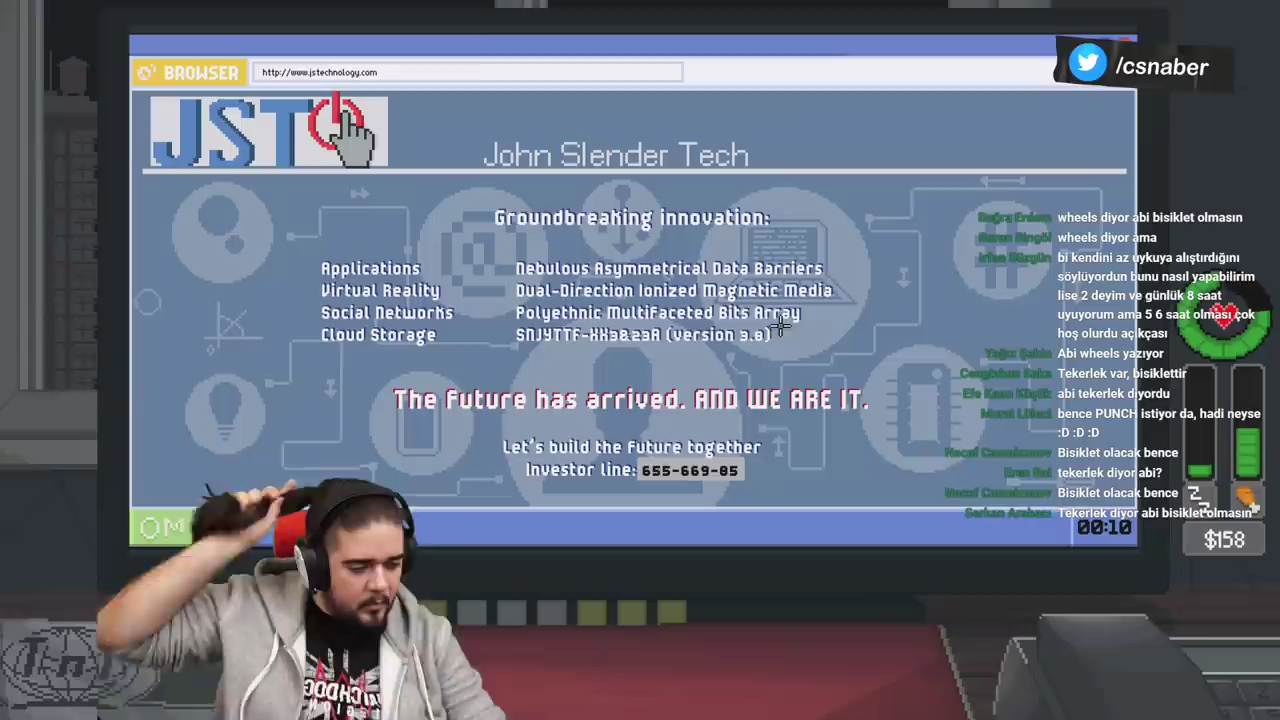 /csnaber
BROWSER
http://www.jstechnology.com
JST
John Slender Tech
Groundbreaking innovation:
Applications
Nebulous Asymmetrical Data Barriers
Virtual Reality
Dual-Direction Ionized Magnetic Media
Social Networks
Polyethnic Multifaceted Bits Array
Cloud Storage
The future has arrived. AND WE ARE IT.
Let's build the future together
Investor line: 655-669-85
wheels diyor abi bisiklet olmasın
wheels diyor ama
bi kendini az uykuya alıştırdığını
söylüyordun bunu nasıl yapabilirim
lise 2 deyim ve günlük 8 saat
uyuyorum ama 5 6 saat olması çok
hoş olurdu açıkçası
Abi wheels yazıyor
Tekerlek var, bisiklettir
abi tekerlek diyordu
bence PUNCH istiyor da, hadi neyse
:D :D :D
Bisiklet olacak bence
tekerlek diyor abi?
Bisiklet olacak bence
Tekerlek diyor abi bisiklet olmasın
00:10
$158